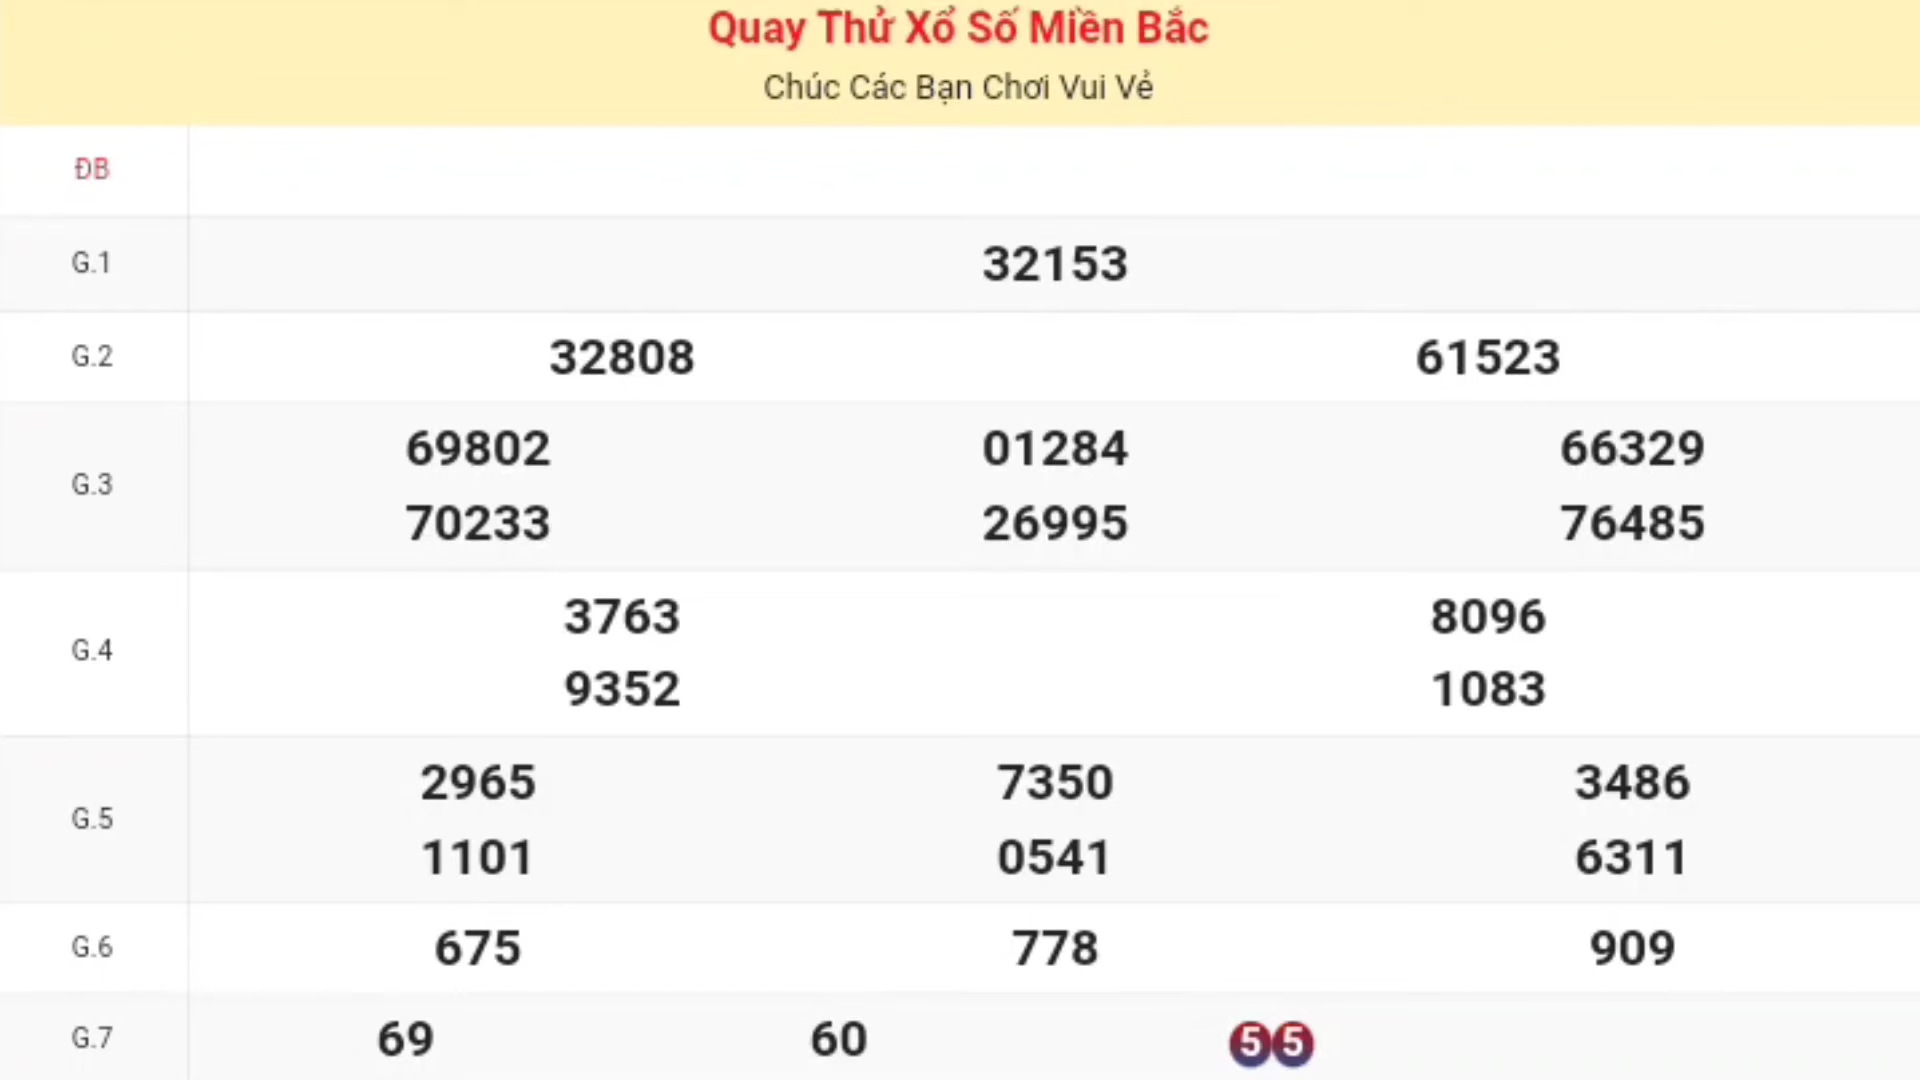 Quay Thử Xổ Số Miền Bắc
Chúc Các Bạn Chơi Vui Vẻ
ĐB
G.1 32153
G.2 32808 61523
G.3 69802 01284 66329
70233 26995 76485
G.4 3763 8096
9352 1083
G.5 2965 7350 3486
1101 0541 6311
G.6 675 778 909
G.7 69 60 55